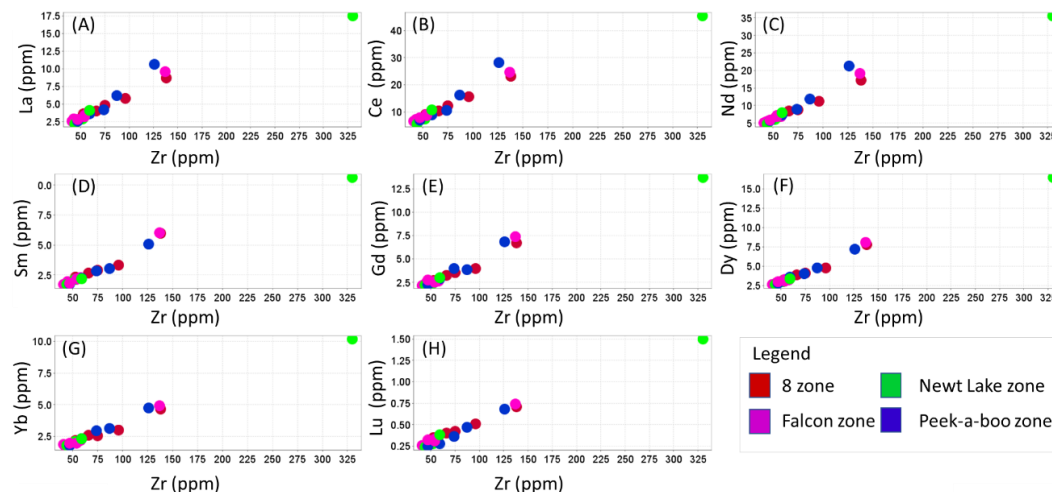 (A)
La (ppm)
17.5
15.0
12.5
10.0
7.5
5.0
2.5
50 75 100 125 150 175 200 225 250 275 300 325
Zr (ppm)
(B)
Ce (ppm)
40
30
20
10
50 75 100 125 150 175 200 225 250 275 300 325
Zr (ppm)
(C)
Nd (ppm)
35
30
25
20
15
10
5
50 75 100 125 150 175 200 225 250 275 300 325
Zr (ppm)
(D)
Sm (ppm)
0.0
7.5
5.0
2.5
50 75 100 125 150 175 200 225 250 275 300 325
Zr (ppm)
(E)
Gd (ppm)
12.5
10.0
7.5
5.0
2.5
50 75 100 125 150 175 200 225 250 275 300 325
Zr (ppm)
(F)
Dy (ppm)
15.0
12.5
10.0
7.5
5.0
2.5
50 75 100 125 150 175 200 225 250 275 300 325
Zr (ppm)
(G)
Yb (ppm)
10.0
7.5
5.0
2.5
50 75 100 125 150 175 200 225 250 275 300 325
Zr (ppm)
(H)
Lu (ppm)
1.50
1.25
1.00
0.75
0.50
0.25
50 75 100 125 150 175 200 225 250 275 300 325
Zr (ppm)
Legend
8 zone
Newt Lake zone
Falcon zone
Peek-a-boo zone